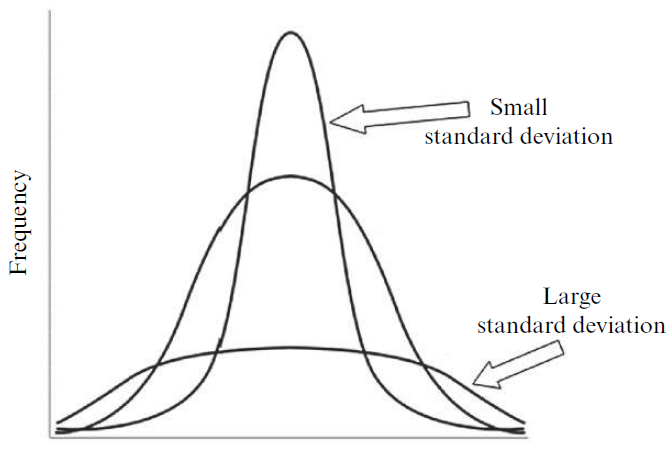 Small
standard deviation
Frequency
Large
standard deviation